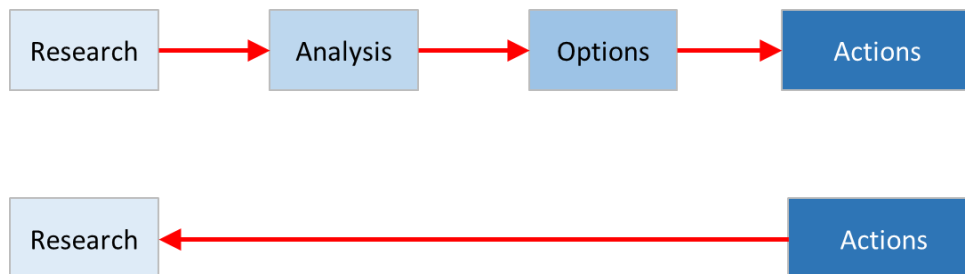 Research
Analysis
Options
Actions
Research
Actions